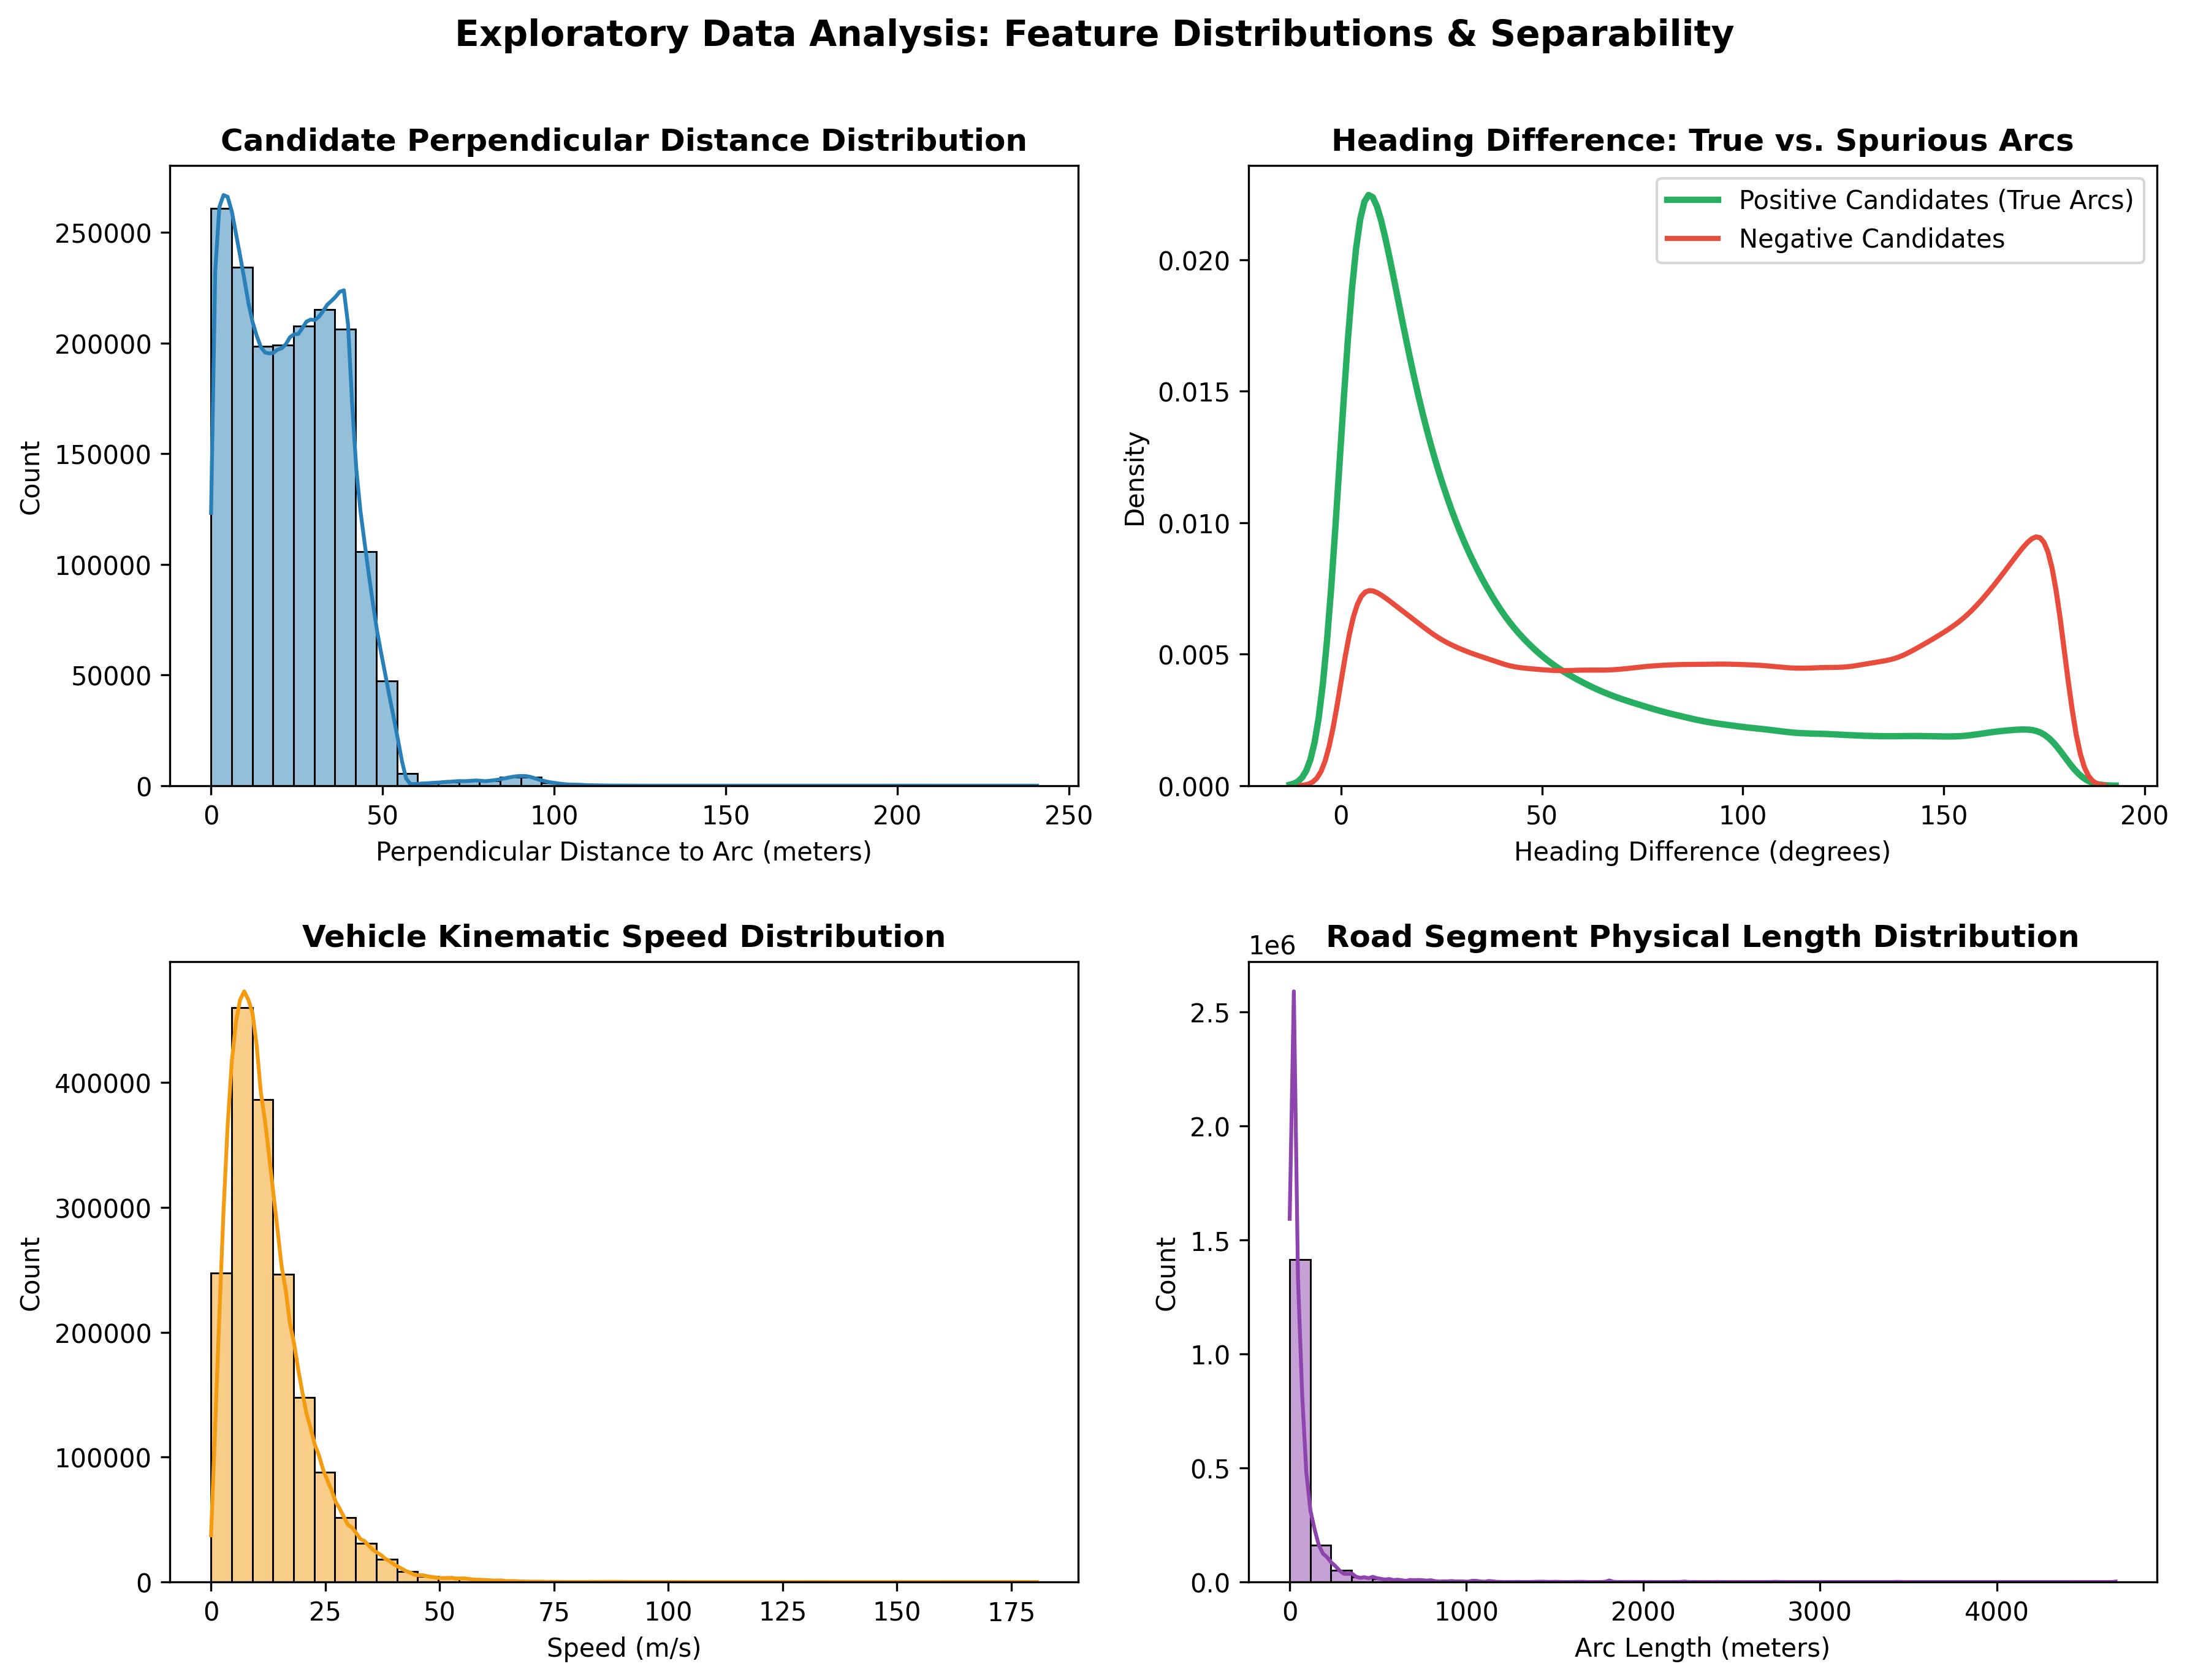 Exploratory Data Analysis: Feature Distributions & Separability
Candidate Perpendicular Distance Distribution
Count
250000
200000
150000
100000
50000
0
0 50 100 150 200 250
Perpendicular Distance to Arc (meters)
Heading Difference: True vs. Spurious Arcs
Positive Candidates (True Arcs)
Negative Candidates
Density
0.020
0.015
0.010
0.005
0.000
0 50 100 150 200
Heading Difference (degrees)
Vehicle Kinematic Speed Distribution
Count
400000
300000
200000
100000
0
0 25 50 75 100 125 150 175
Speed (m/s)
Road Segment Physical Length Distribution
1e6
Count
2.5
2.0
1.5
1.0
0.5
0.0
0 1000 2000 3000 4000
Arc Length (meters)